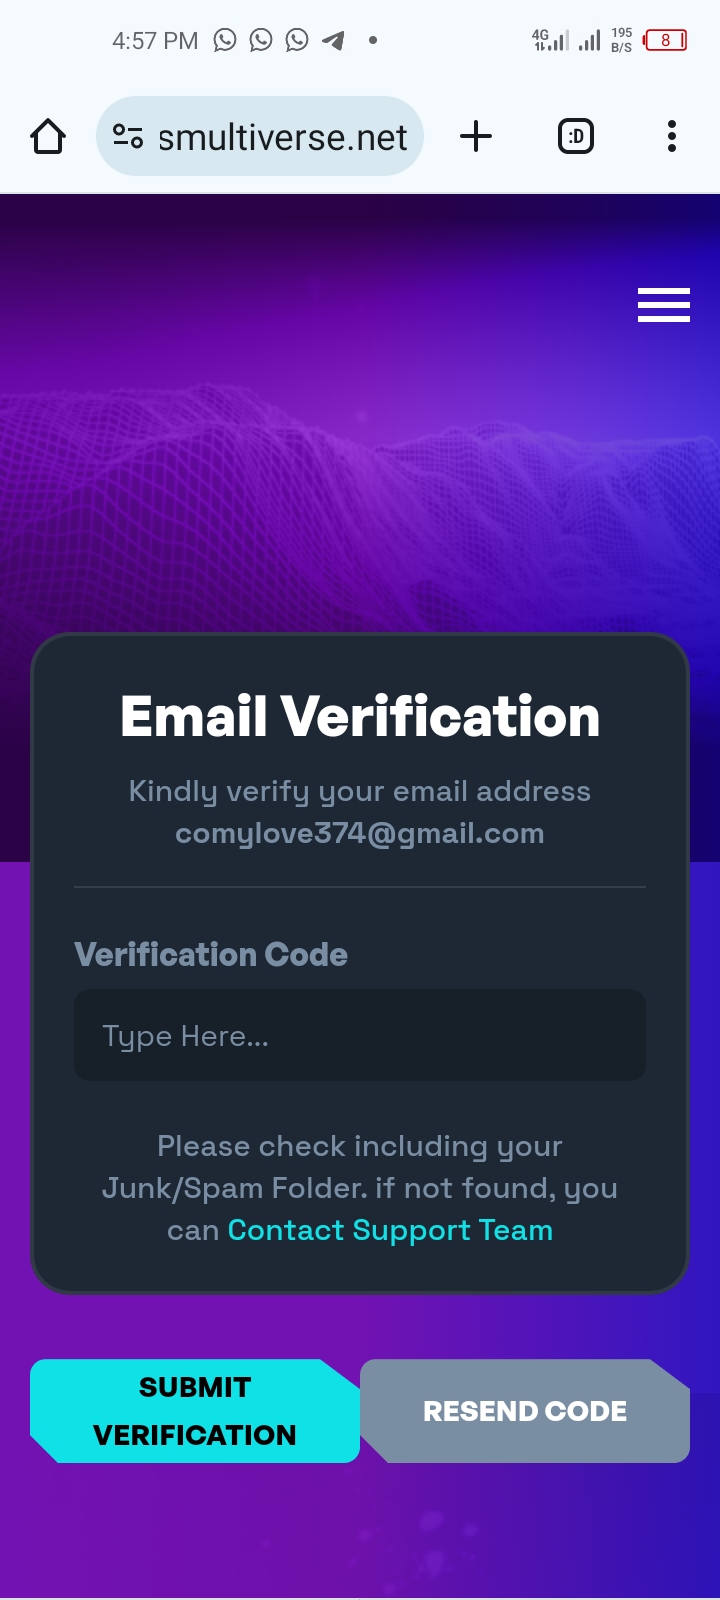 4:57 PM
4G
195
B/S
8
smultiverse.net
:D
Email Verification
Kindly verify your email address
comylove374@gmail.com
Verification Code
Type Here...
Please check including your
Junk/Spam Folder. if not found, you
can Contact Support Team
SUBMIT
VERIFICATION
RESEND CODE